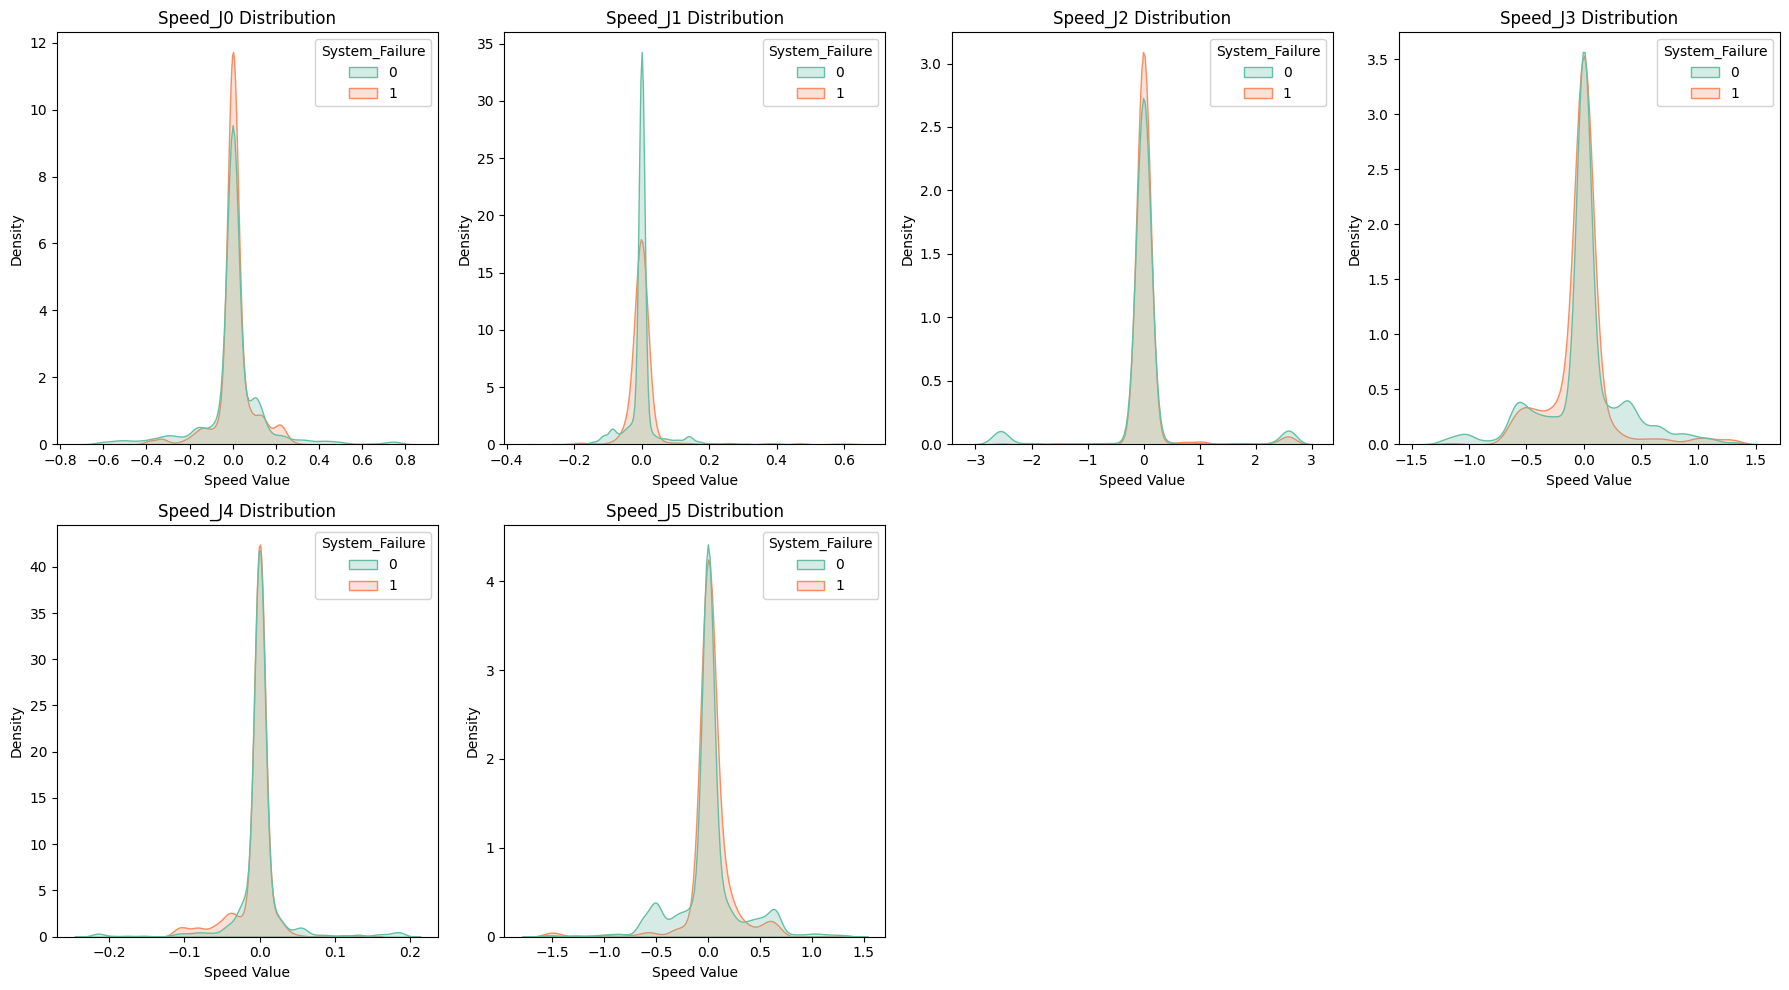 Speed_J0 Distribution
Density
12
10
8
6
4
2
0
−0.8 −0.6 −0.4 −0.2 0.0 0.2 0.4 0.6 0.8
Speed Value
System_Failure
0
1
Speed_J1 Distribution
Density
35
30
25
20
15
10
5
0
−0.4 −0.2 0.0 0.2 0.4 0.6
Speed Value
System_Failure
0
1
Speed_J2 Distribution
Density
3.0
2.5
2.0
1.5
1.0
0.5
0.0
−3 −2 −1 0 1 2 3
Speed Value
System_Failure
0
1
Speed_J3 Distribution
Density
3.5
3.0
2.5
2.0
1.5
1.0
0.5
0.0
−1.5 −1.0 −0.5 0.0 0.5 1.0 1.5
Speed Value
System_Failure
0
1
Speed_J4 Distribution
Density
40
35
30
25
20
15
10
5
0
−0.2 −0.1 0.0 0.1 0.2
Speed Value
System_Failure
0
1
Speed_J5 Distribution
Density
4
3
2
1
0
−1.5 −1.0 −0.5 0.0 0.5 1.0 1.5
Speed Value
System_Failure
0
1